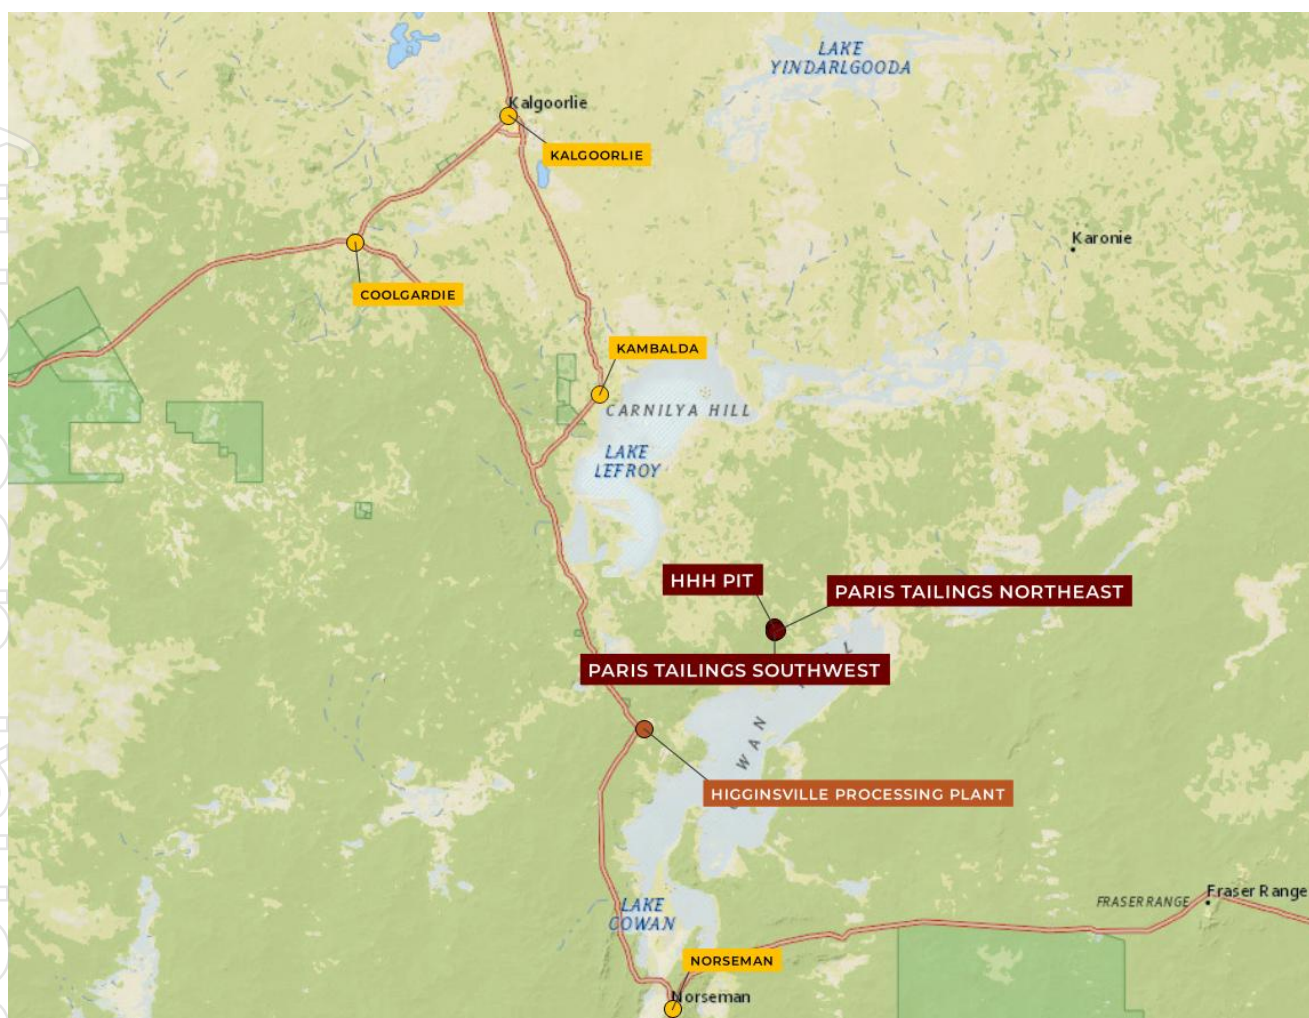 LAKE
YINDARLGOODA
Kalgoorlie
KALGOORLIE
Karonie
COOLGARDIE
KAMBALDA
CARNILYA HILL
LAKE
LEFROY
HHH PIT
PARIS TAILINGS NORTHEAST
PARIS TAILINGS SOUTHWEST
HIGGINSVILLE PROCESSING PLANT
FRASER RANGE
Fraser Range
LAKE
COWAN
NORSEMAN
Norseman